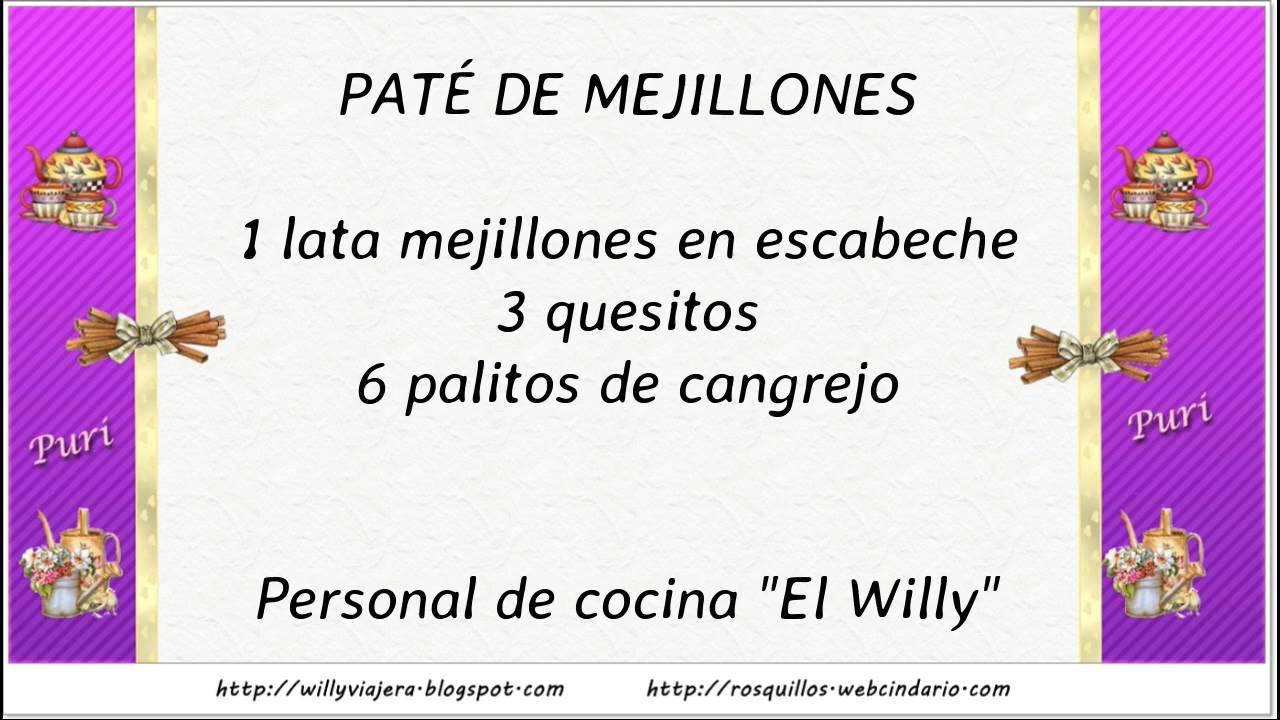 PATÉ DE MEJILLONES
1 lata mejillones en escabeche
3 quesitos
6 palitos de cangrejo
Puri
Puri
Personal de cocina "El Willy"
http://willyviajera.blogspot.com
http://rosquillos.webcindario.com